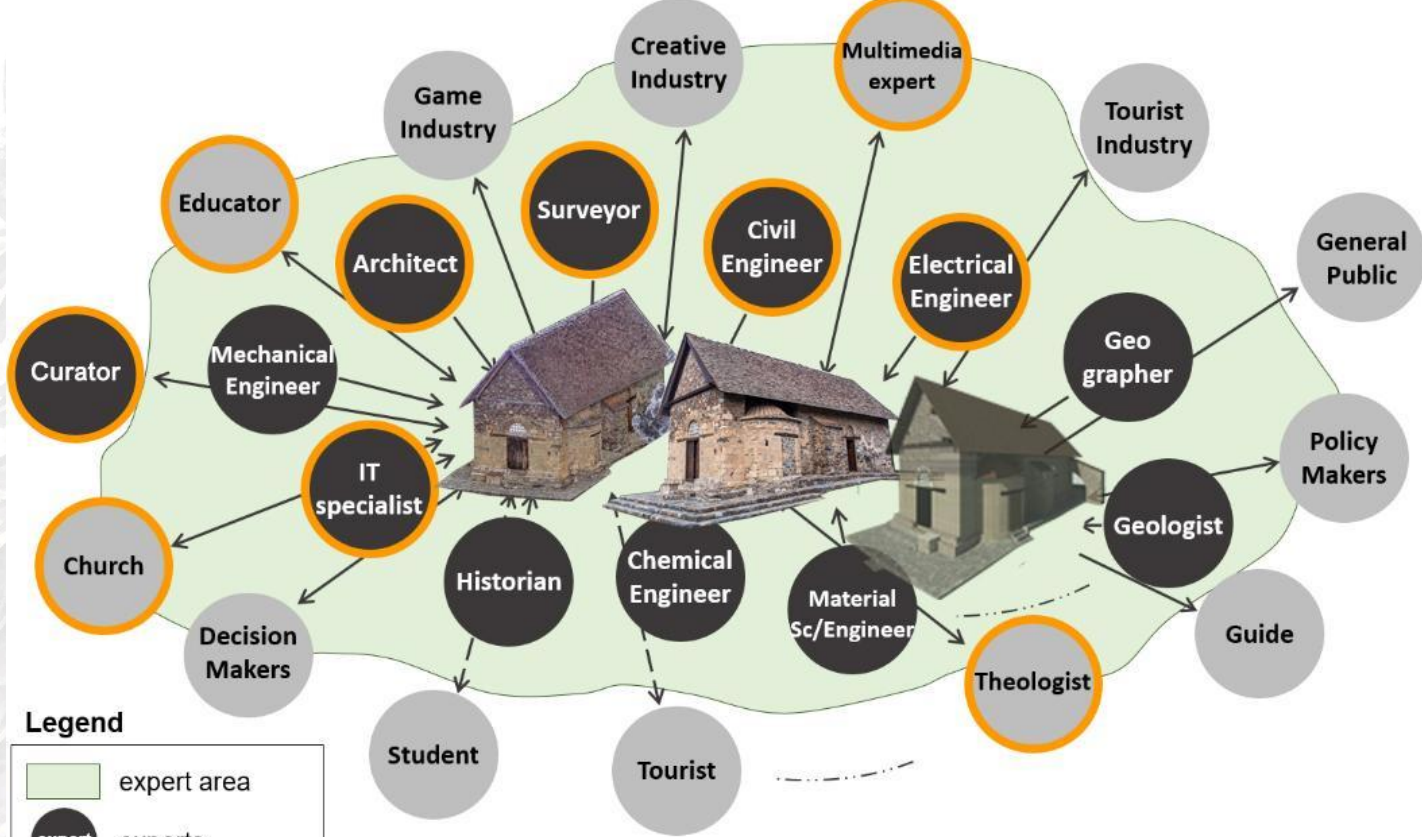 Creative
Industry
Multimedia
expert
Game
Industry
Tourist
Industry
Educator
Surveyor
Architect
Civil
Engineer
Electrical
Engineer
General
Public
Curator
Mechanical
Engineer
Geo
grapher
IT
specialist
Policy
Makers
Church
Historian
Chemical
Engineer
Material
Sc/Engineer
Geologist
Decision
Makers
Guide
Theologist
Legend
Student
Tourist
expert area
expert
experts